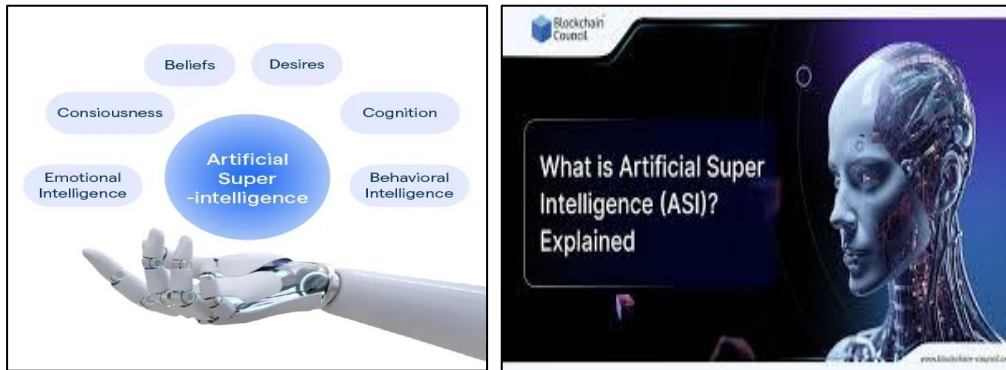 Beliefs
Desires
Consiousness
Cognition
Artificial
Super
-intelligence
Emotional
Intelligence
Behavioral
Intelligence
Blockchain
Council
What is Artificial Super
Intelligence (ASI)?
Explained